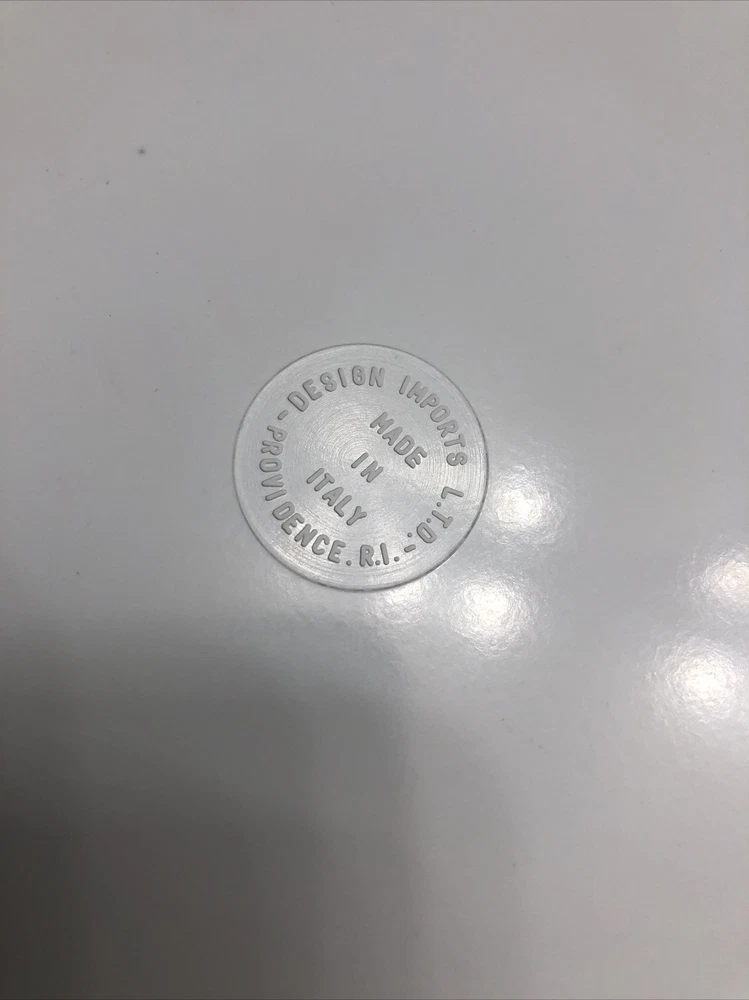 - DESIGN IMPORTS L.T.D. - PROVIDENCE. R.I.
MADE
IN
ITALY